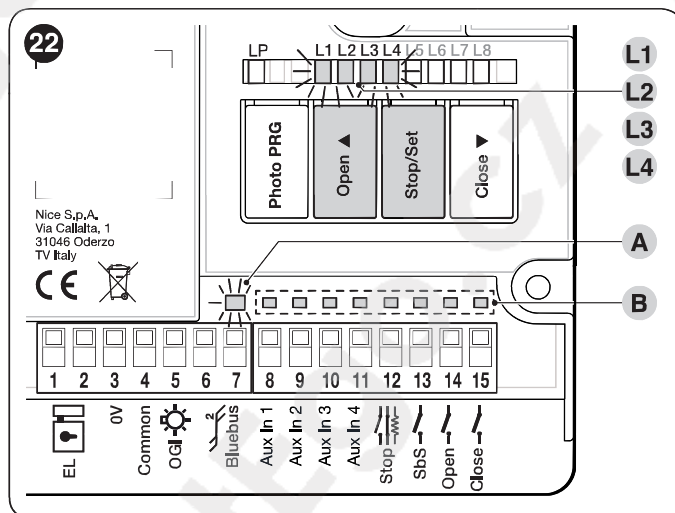 22
LP L1 L2 L3 L4 L5 L6 L7 L8
L1
L2
L3
L4
Photo PRG
Open ▲
Stop/Set
Close ▼
Nice S.p.A.
Via Callalta, 1
31046 Oderzo
TV Italy
CE
A
B
1 2 3 4 5 6 7 8 9 10 11 12 13 14 15
EL
0V
Common
OGI
2
Bluebus
Aux In 1
Aux In 2
Aux In 3
Aux In 4
Stop
SbS
Open
Close